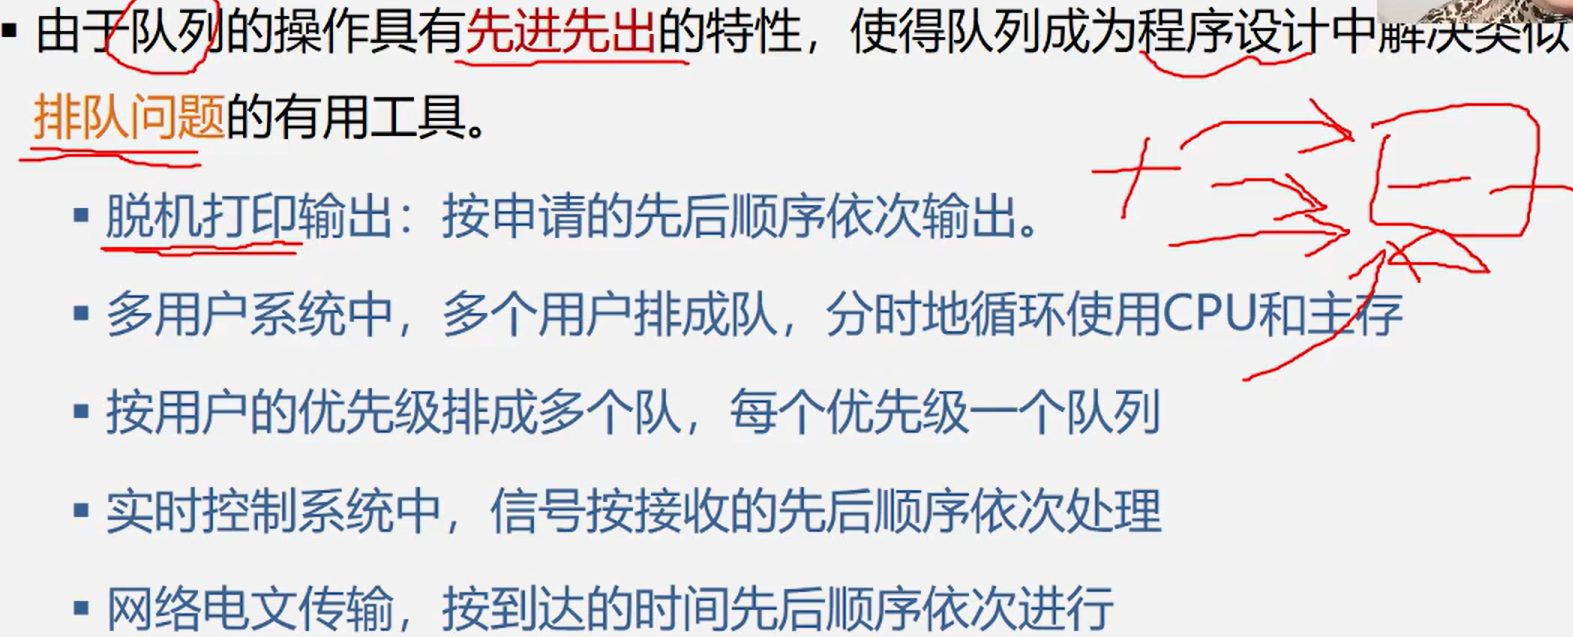 ▪ 由于队列的操作具有先进先出的特性，使得队列成为程序设计中解决类似
排队问题的有用工具。
▪ 脱机打印输出：按申请的先后顺序依次输出。
▪ 多用户系统中，多个用户排成队，分时地循环使用CPU和主存
▪ 按用户的优先级排成多个队，每个优先级一个队列
▪ 实时控制系统中，信号按接收的先后顺序依次处理
▪ 网络电文传输，按到达的时间先后顺序依次进行